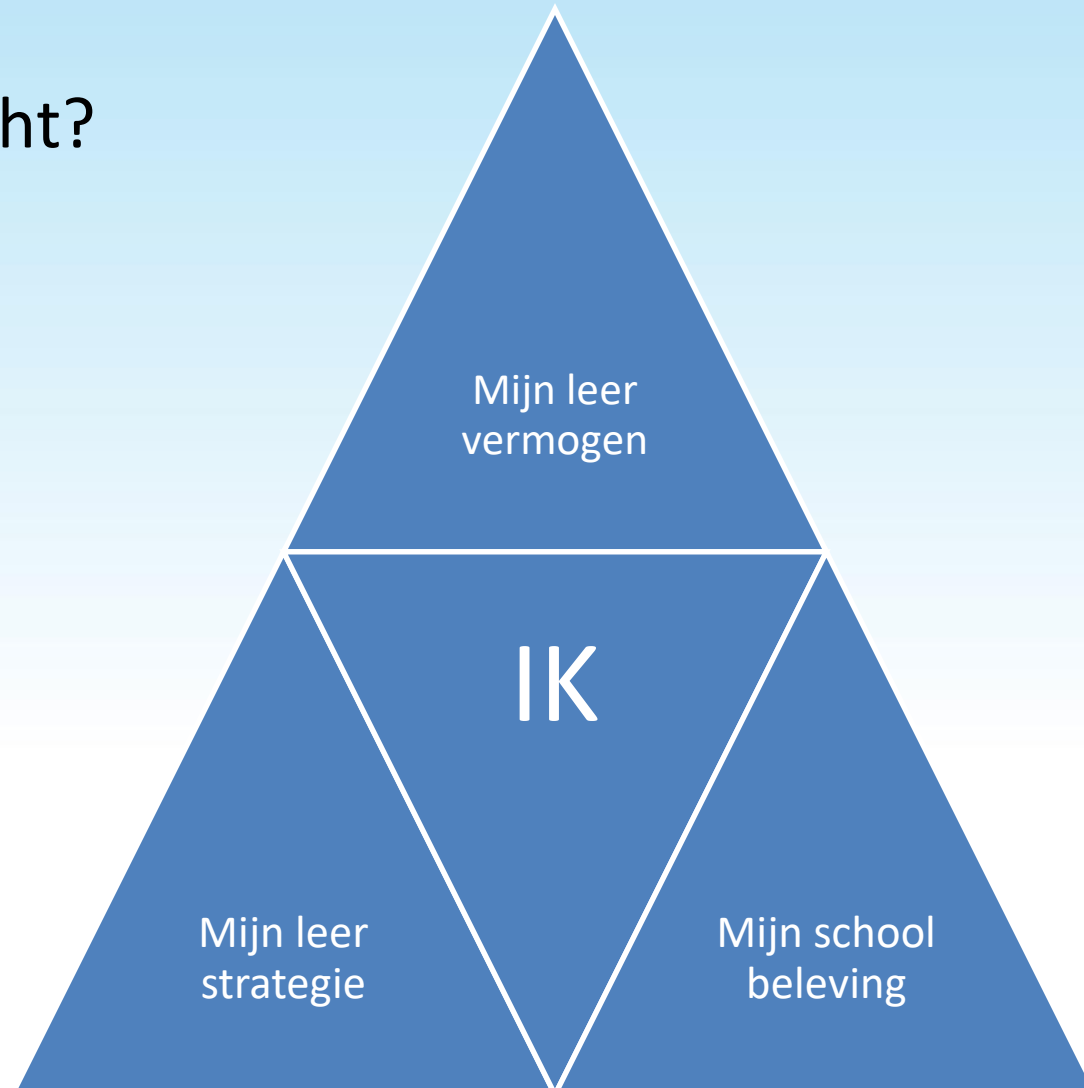 ht?
Mijn leer
vermogen
IK
Mijn leer
strategie
Mijn school
beleving